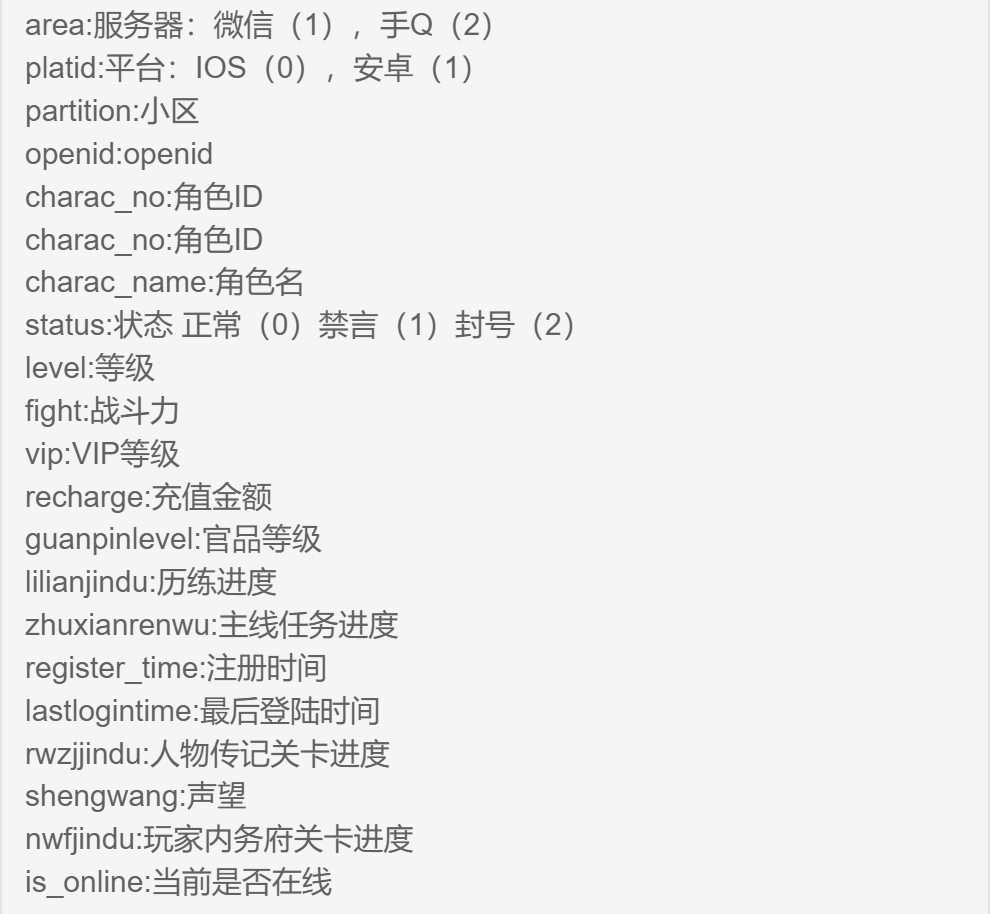 area:服务器：微信（1），手Q（2）
platid:平台：IOS（0），安卓（1）
partition:小区
openid:openid
charac_no:角色ID
charac_no:角色ID
charac_name:角色名
status:状态 正常（0）禁言（1）封号（2）
level:等级
fight:战斗力
vip:VIP等级
recharge:充值金额
guanpinlevel:官品等级
lilianjindu:历练进度
zhuxianrenwu:主线任务进度
register_time:注册时间
lastlogintime:最后登陆时间
rwzjjindu:人物传记关卡进度
shengwang:声望
nwfjindu:玩家内务府关卡进度
is_online:当前是否在线